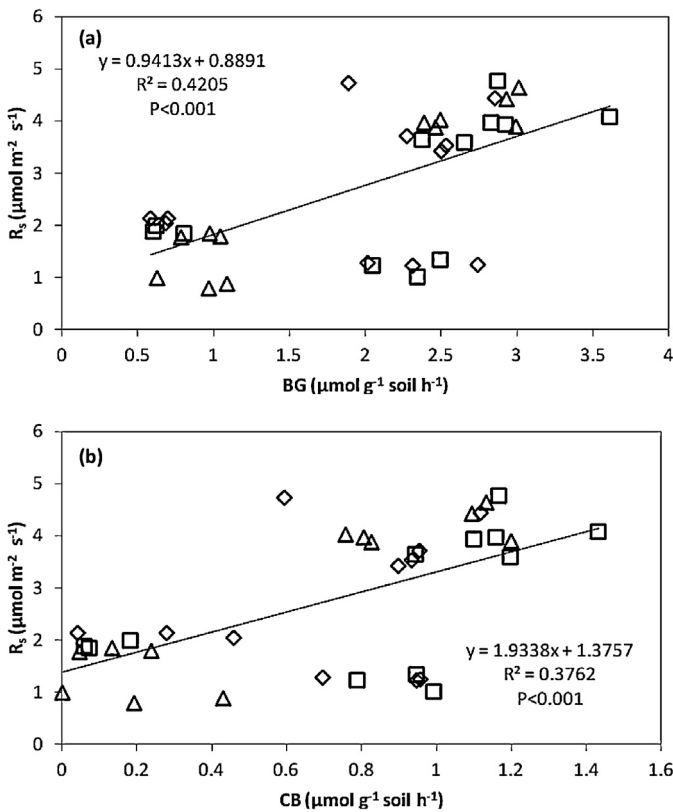 (a)
y = 0.9413x + 0.8891
R² = 0.4205
P<0.001
6
5
4
3
2
1
0
Rs (µmol m⁻² s⁻¹)
0 0.5 1 1.5 2 2.5 3 3.5 4
BG (µmol g⁻¹ soil h⁻¹)
(b)
6
5
4
3
2
1
0
Rs (µmol m⁻² s⁻¹)
y = 1.9338x + 1.3757
R² = 0.3762
P<0.001
0 0.2 0.4 0.6 0.8 1 1.2 1.4 1.6
CB (µmol g⁻¹ soil h⁻¹)